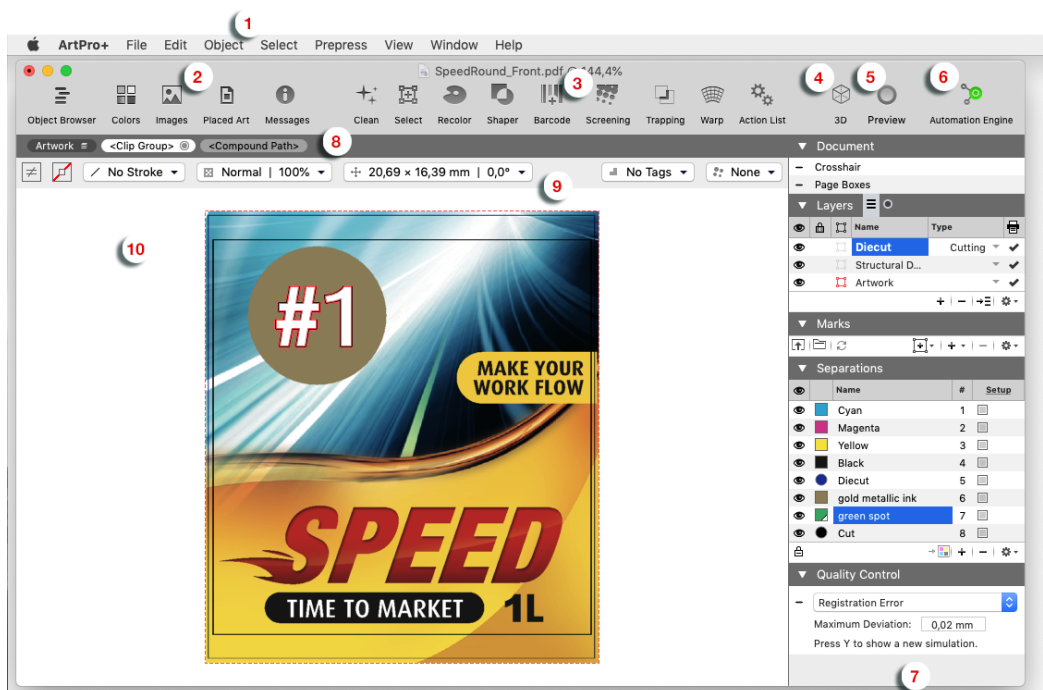 1
ArtPro+ File Edit Object Select Prepress View Window Help
SpeedRound_Front.pdf @ 144,4%
2 3 4 5 6
Object Browser Colors Images Placed Art Messages Clean Select Recolor Shaper Barcode Screening Trapping Warp Action List 3D Preview Automation Engine
8
Artwork <Clip Group> <Compound Path>
No Stroke Normal | 100% 20,69 × 16,39 mm | 0,0° No Tags None
9
10
#1
MAKE YOUR
WORK FLOW
SPEED
TIME TO MARKET 1L
Document
Crosshair
Page Boxes
Layers
Name Type
Diecut Cutting
Structural D...
Artwork
Marks
Separations
Name # Setup
Cyan 1
Magenta 2
Yellow 3
Black 4
Diecut 5
gold metallic ink 6
green spot 7
Cut 8
Quality Control
Registration Error
Maximum Deviation: 0,02 mm
Press Y to show a new simulation.
7